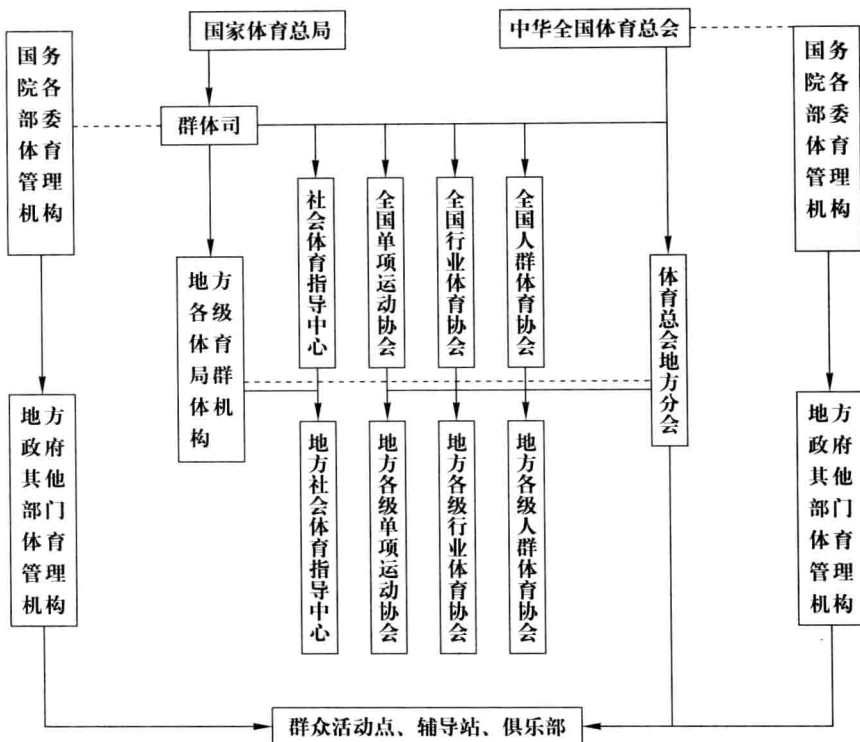 国家体育总局
中华全国体育总会
国务
院各
部委
体育
管理
机构
群体司
国务
院各
部委
体育
管理
机构
社会体育指导中心
全国单项运动协会
全国行业体育协会
全国人群体育协会
地方
各级
体育
局群
体机
构
体育总会地方分会
地方
政府
其他
部门
体育
管理
机构
地方社会体育指导中心
地方各级单项运动协会
地方各级行业体育协会
地方各级人群体育协会
地方
政府
其他
部门
体育
管理
机构
群众活动点、辅导站、俱乐部